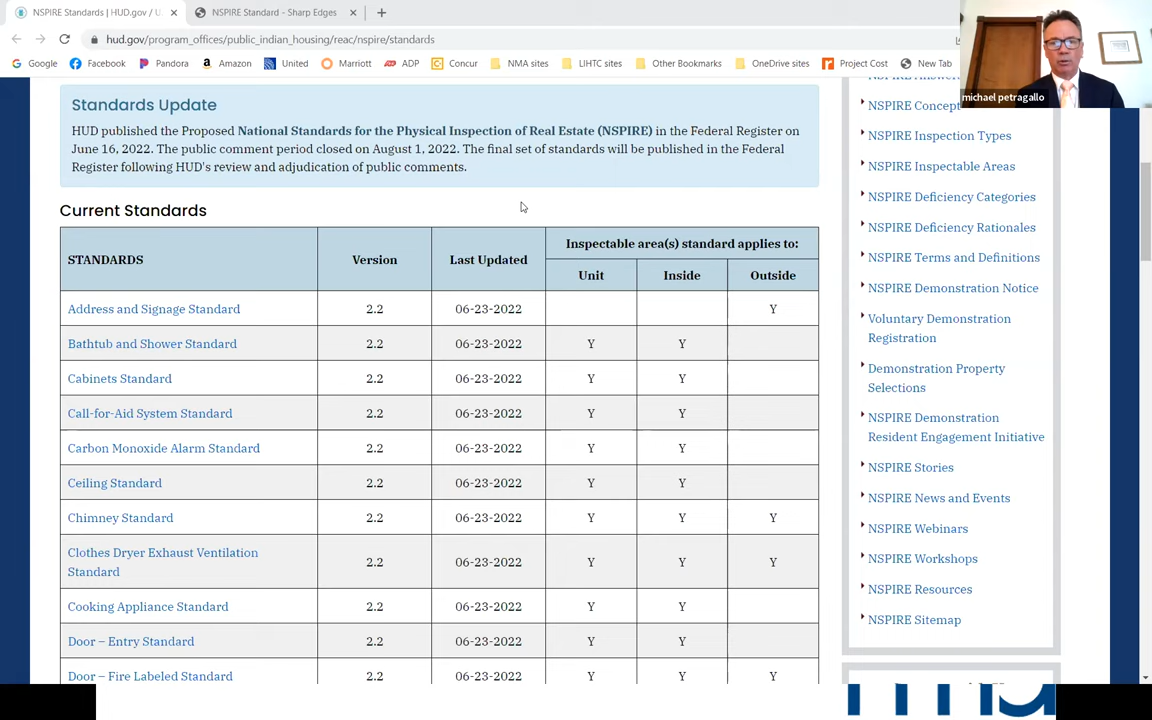 NSPIRE Standards | HUD.gov / U
NSPIRE Standard - Sharp Edges
hud.gov/program_offices/public_indian_housing/reac/nspire/standards
Google
Facebook
Pandora
Amazon
United
Marriott
ADP
Concur
NMA sites
LIHTC sites
Other Bookmarks
OneDrive sites
Project Cost
New Tab
michael petragallo
Standards Update
HUD published the Proposed National Standards for the Physical Inspection of Real Estate (NSPIRE) in the Federal Register on
June 16, 2022. The public comment period closed on August 1, 2022. The final set of standards will be published in the Federal
Register following HUD's review and adjudication of public comments.
Current Standards
STANDARDS Version Last Updated Inspectable area(s) standard applies to:
Unit Inside Outside
Address and Signage Standard 2.2 06-23-2022 Y
Bathtub and Shower Standard 2.2 06-23-2022 Y Y
Cabinets Standard 2.2 06-23-2022 Y Y
Call-for-Aid System Standard 2.2 06-23-2022 Y Y
Carbon Monoxide Alarm Standard 2.2 06-23-2022 Y Y
Ceiling Standard 2.2 06-23-2022 Y Y
Chimney Standard 2.2 06-23-2022 Y Y Y
Clothes Dryer Exhaust Ventilation
Standard 2.2 06-23-2022 Y Y Y
Cooking Appliance Standard 2.2 06-23-2022 Y Y
Door – Entry Standard 2.2 06-23-2022 Y Y
Door – Fire Labeled Standard 2.2 06-23-2022 Y Y Y
NSPIRE Concept
NSPIRE Inspection Types
NSPIRE Inspectable Areas
NSPIRE Deficiency Categories
NSPIRE Deficiency Rationales
NSPIRE Terms and Definitions
NSPIRE Demonstration Notice
Voluntary Demonstration
Registration
Demonstration Property
Selections
NSPIRE Demonstration
Resident Engagement Initiative
NSPIRE Stories
NSPIRE News and Events
NSPIRE Webinars
NSPIRE Workshops
NSPIRE Resources
NSPIRE Sitemap